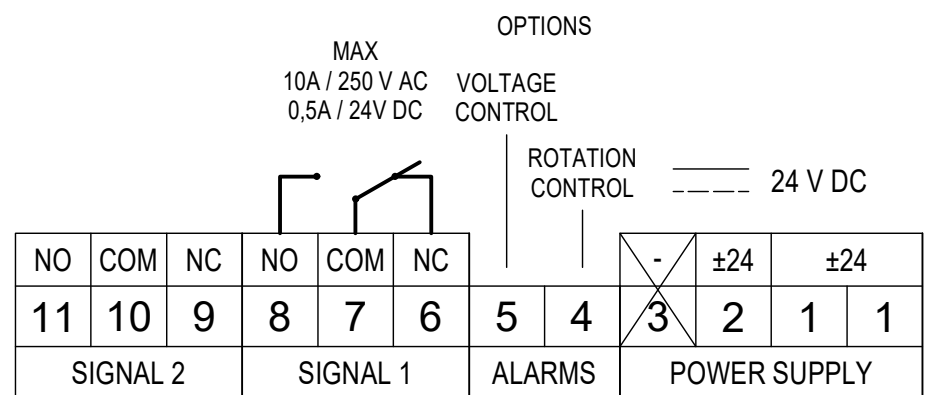 OPTIONS
MAX
10A / 250 V AC
0,5A / 24V DC
VOLTAGE
CONTROL
ROTATION
CONTROL
24 V DC
NO COM NC NO COM NC - ±24 ±24
11 10 9 8 7 6 5 4 3 2 1 1
SIGNAL 2 SIGNAL 1 ALARMS POWER SUPPLY